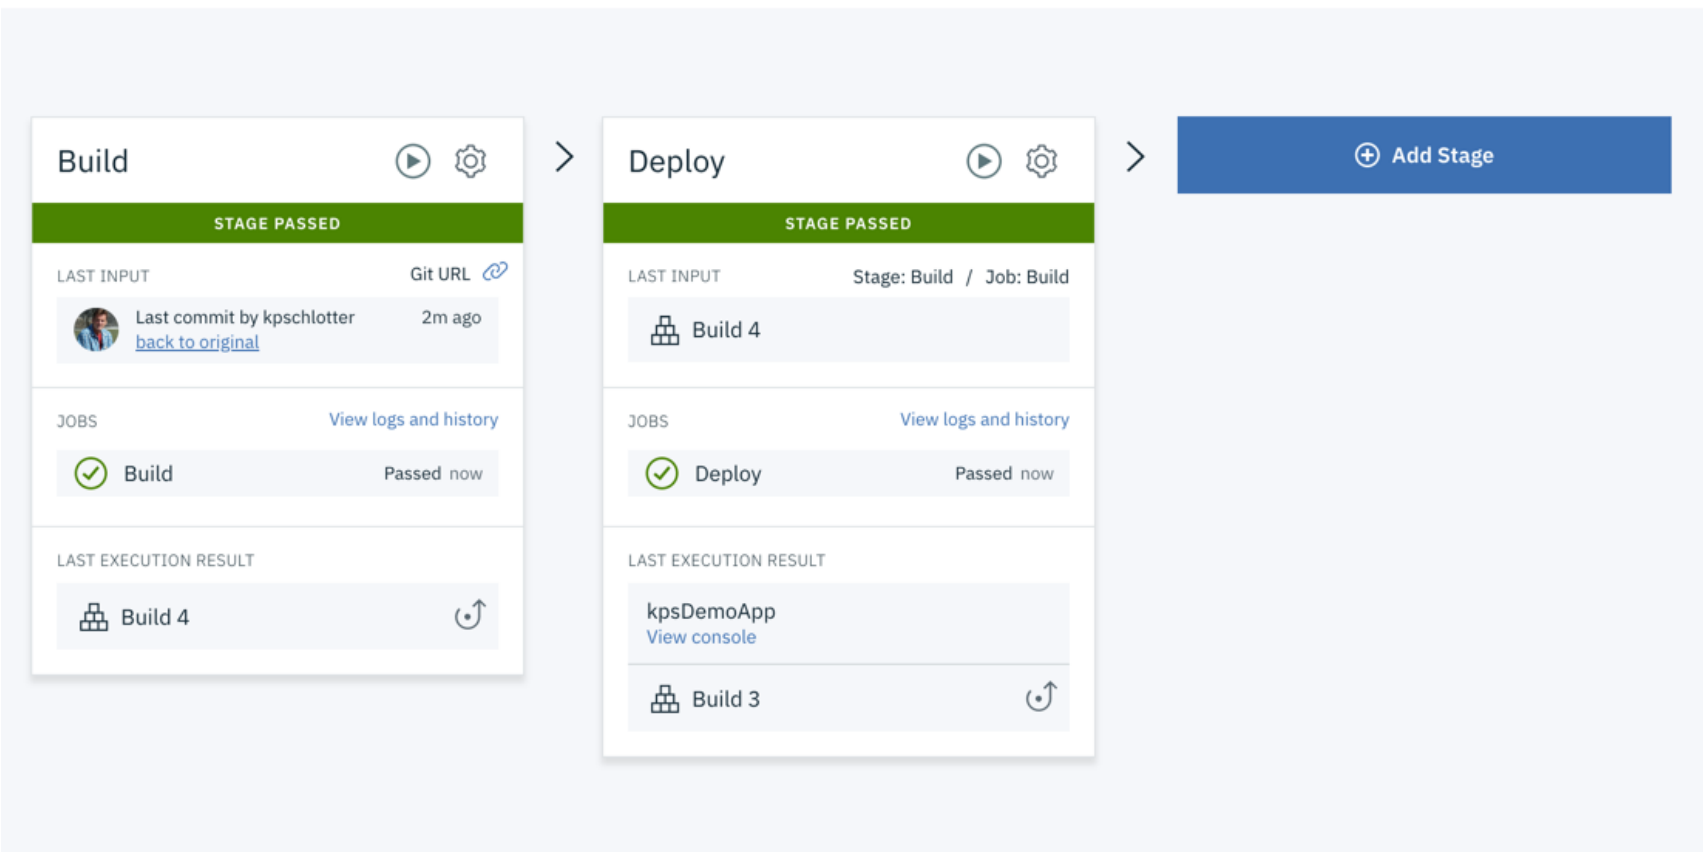 Build
STAGE PASSED
LAST INPUT Git URL
Last commit by kpschlotter 2m ago
back to original
JOBS View logs and history
Build Passed now
LAST EXECUTION RESULT
Build 4
Deploy
STAGE PASSED
LAST INPUT Stage: Build / Job: Build
Build 4
JOBS View logs and history
Deploy Passed now
LAST EXECUTION RESULT
kpsDemoApp
View console
Build 3
Add Stage